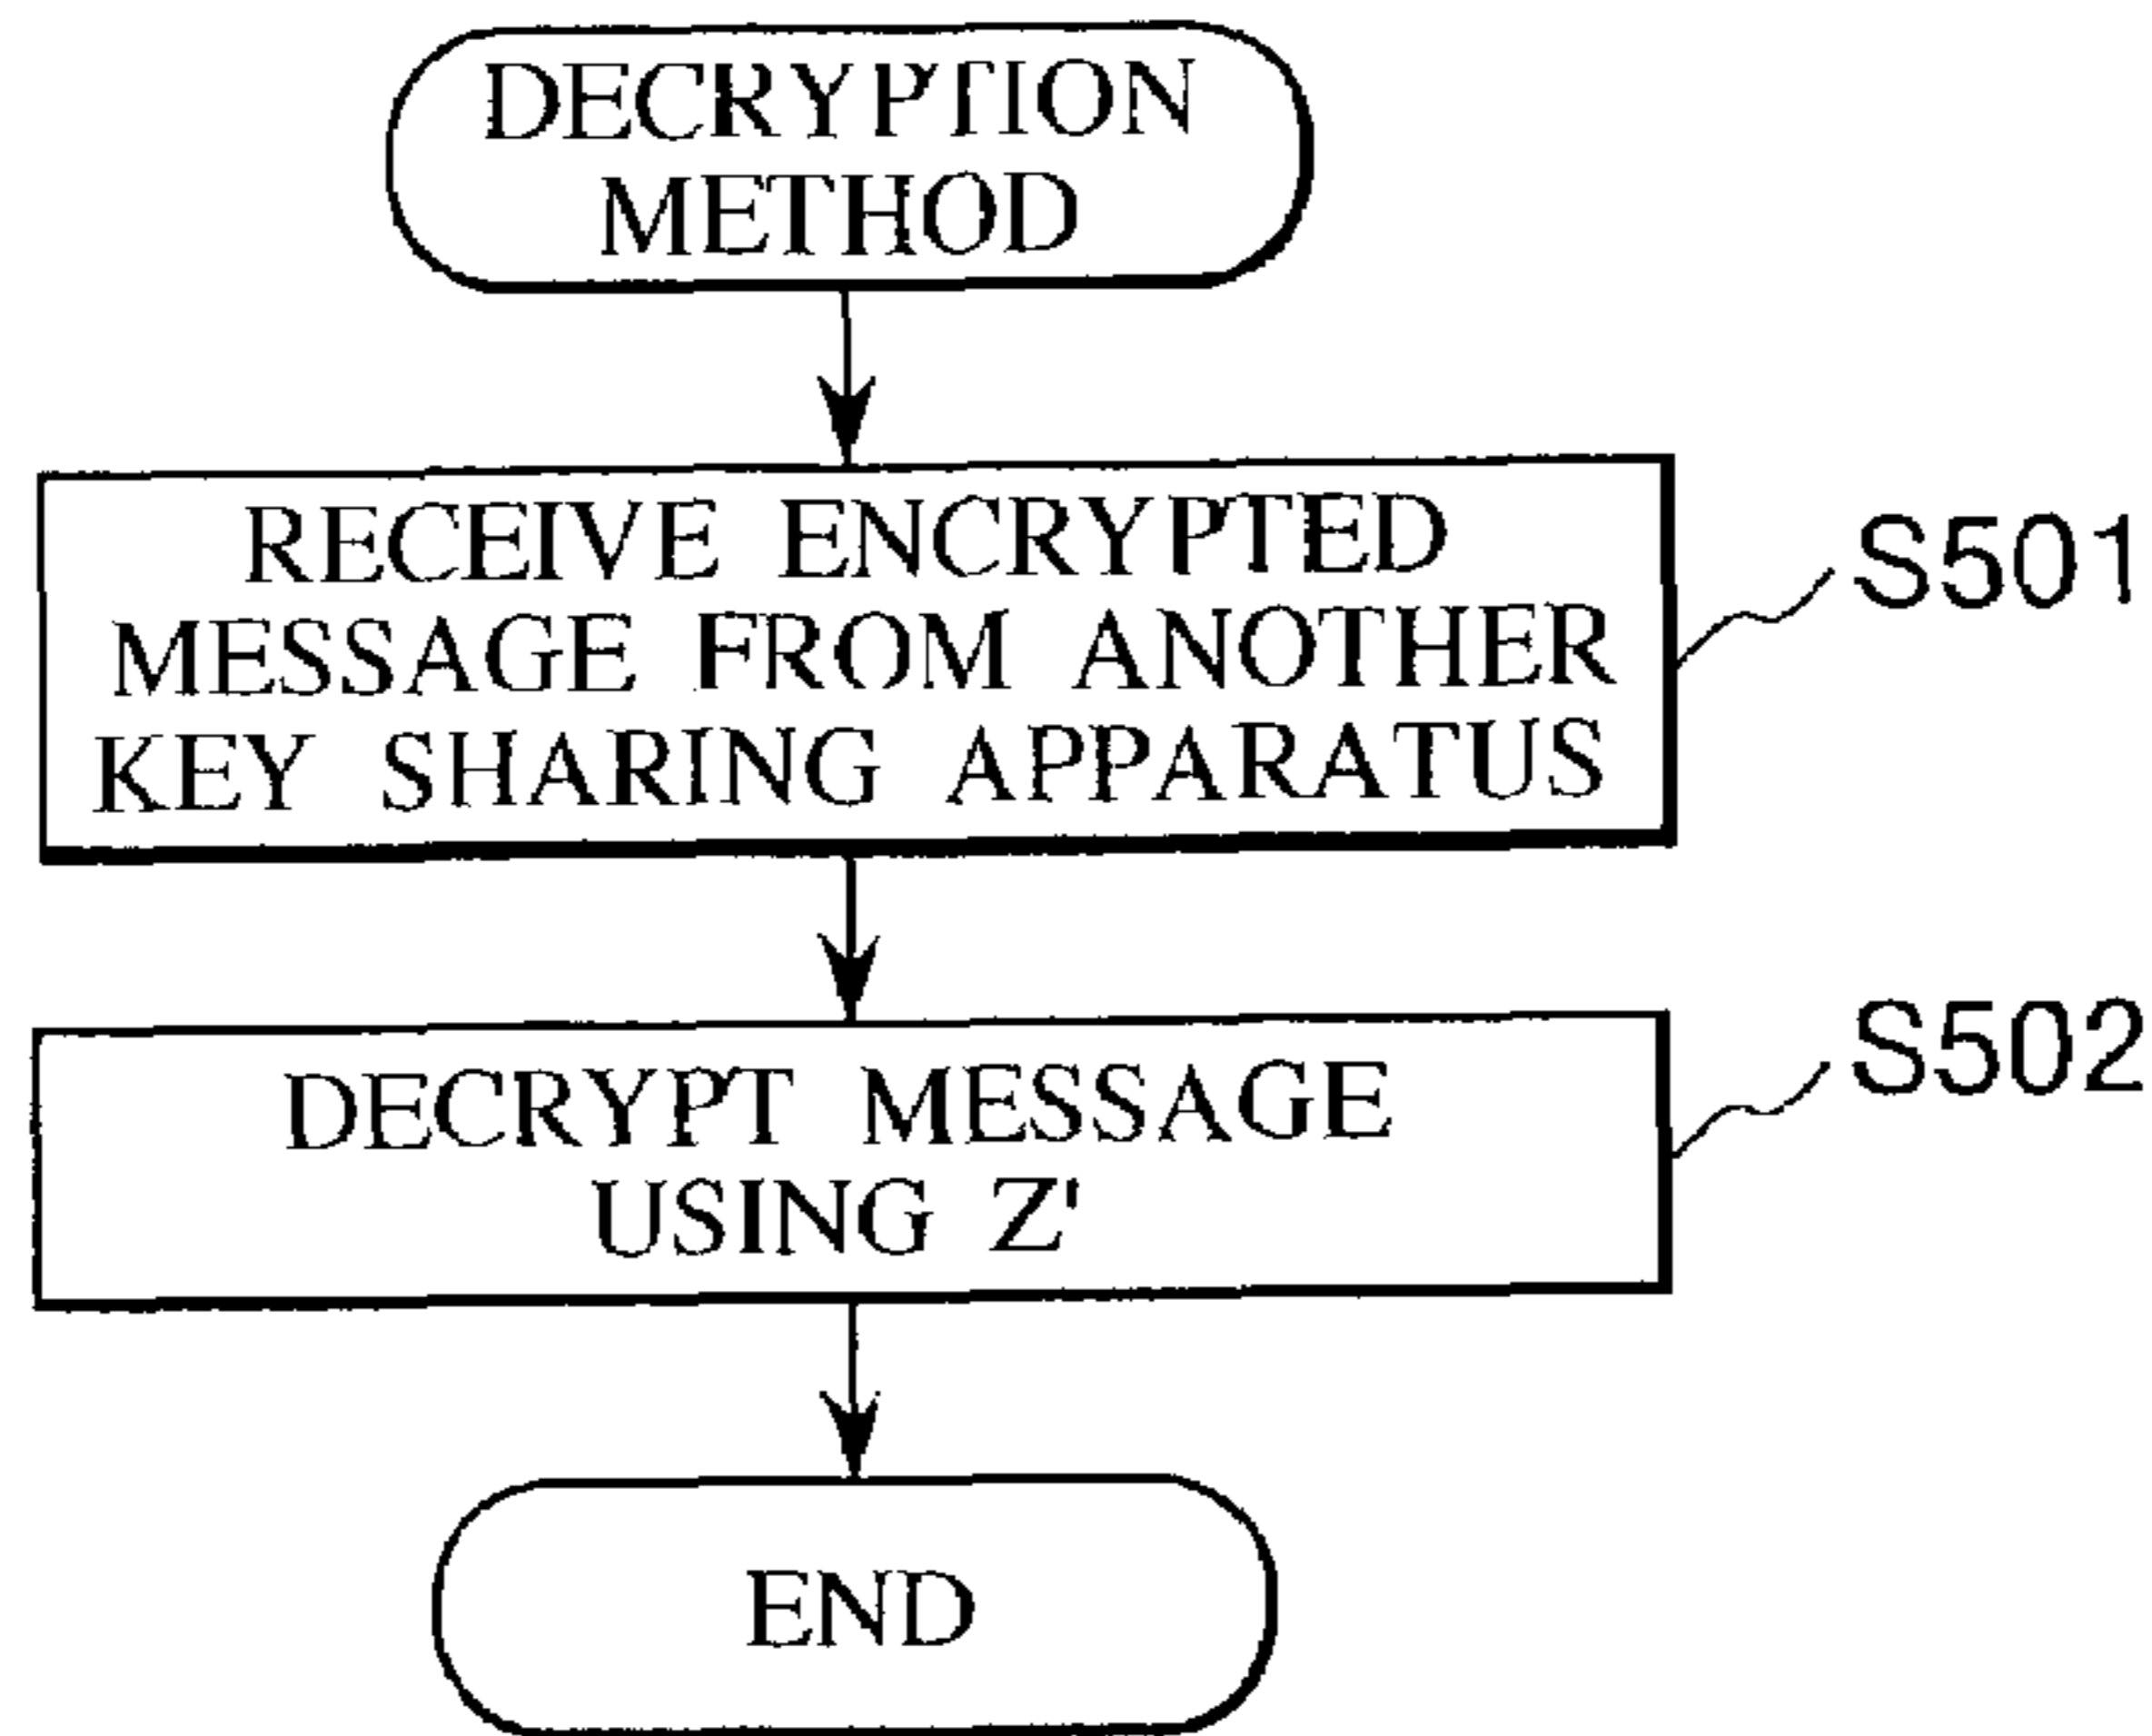 DECRYPTION
METHOD
RECEIVE ENCRYPTED
MESSAGE FROM ANOTHER
KEY SHARING APPARATUS
S501
DECRYPT MESSAGE
USING Z'
S502
END